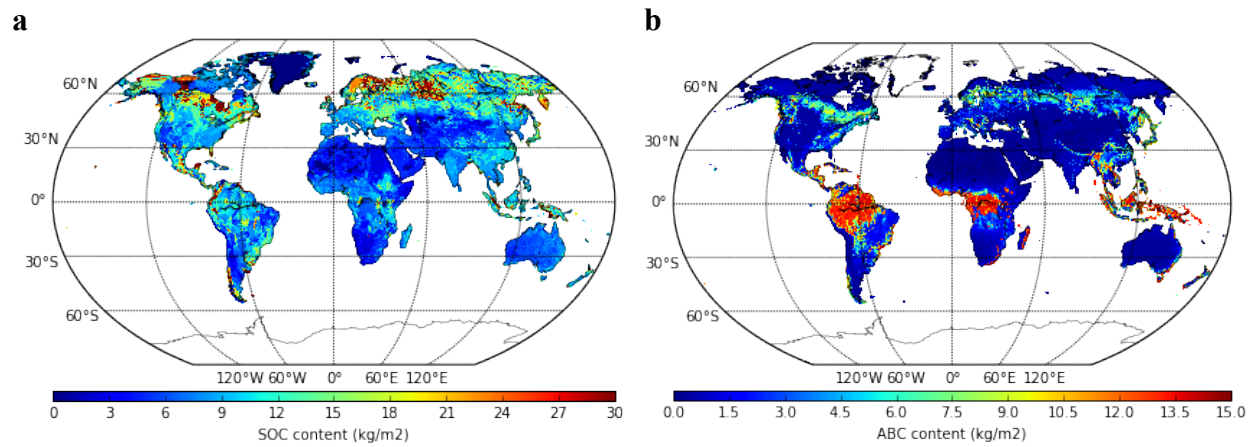 a
60°N
30°N
0°
30°S
60°S
120°W 60°W 0° 60°E 120°E
0 3 6 9 12 15 18 21 24 27 30
SOC content (kg/m2)
b
60°N
30°N
0°
30°S
60°S
120°W 60°W 0° 60°E 120°E
0.0 1.5 3.0 4.5 6.0 7.5 9.0 10.5 12.0 13.5 15.0
ABC content (kg/m2)